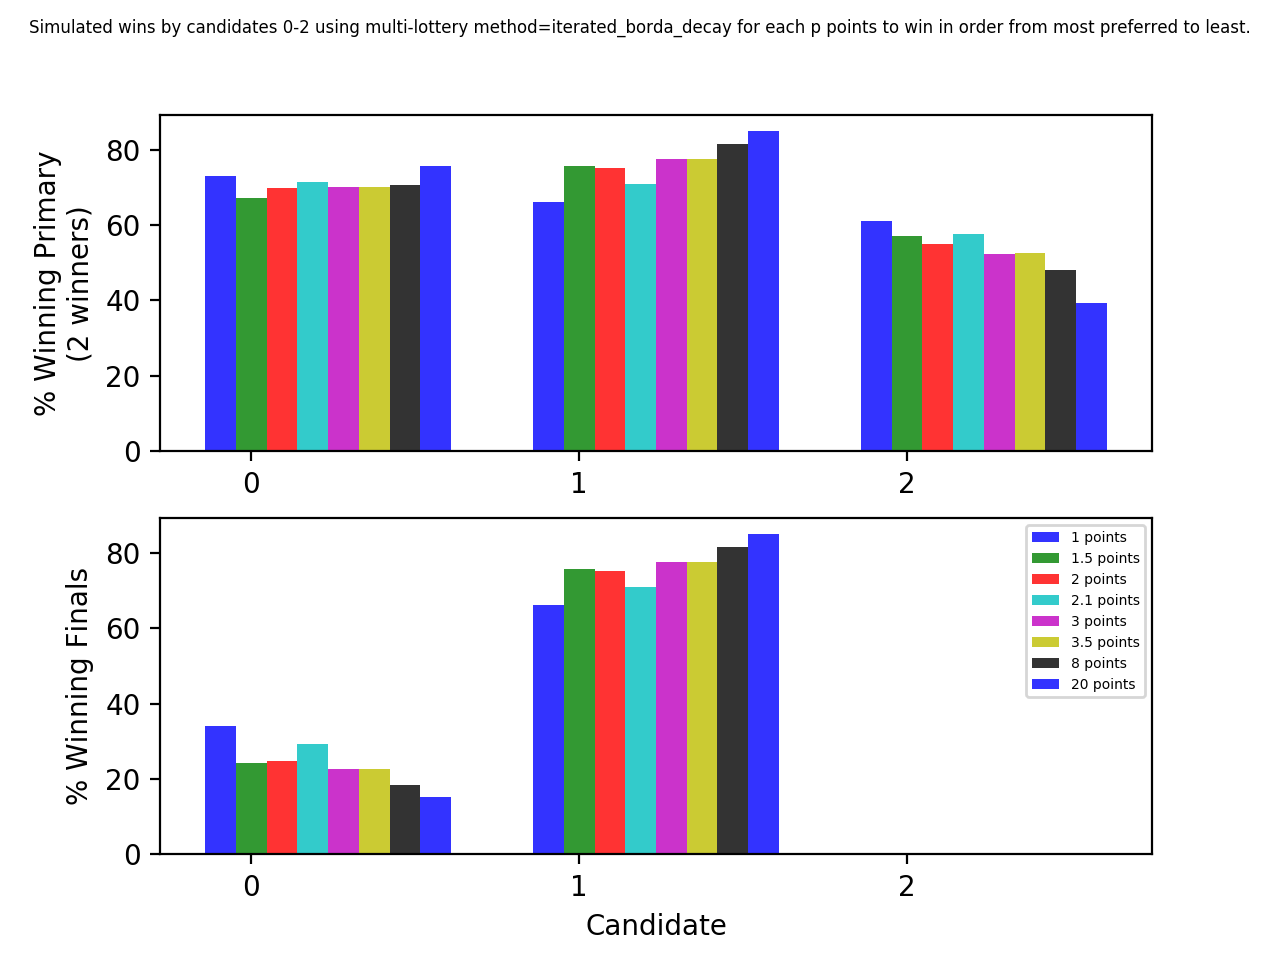 Simulated wins by candidates 0-2 using multi-lottery method=iterated_borda_decay for each p points to win in order from most preferred to least.
% Winning Primary
(2 winners)
80
60
40
20
0
0 1 2
% Winning Finals
80
60
40
20
0
1 points
1.5 points
2 points
2.1 points
3 points
3.5 points
8 points
20 points
0 1 2
Candidate